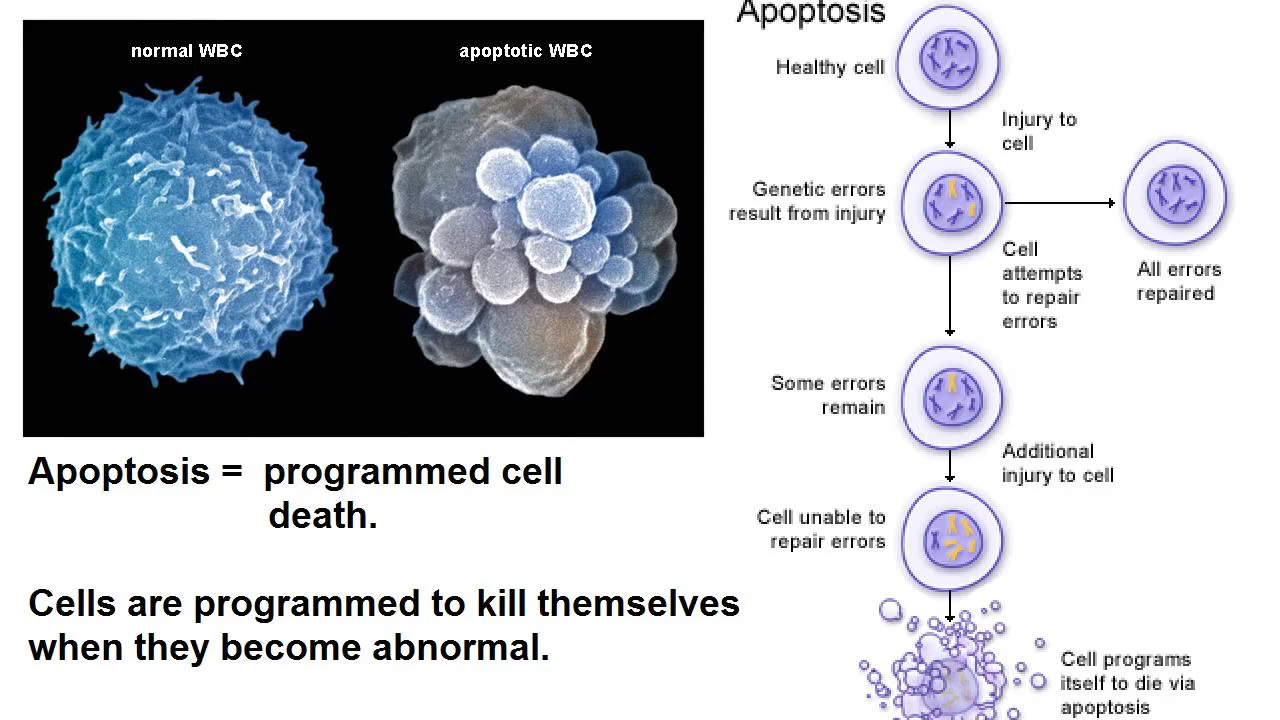 normal WBC
apoptotic WBC
Apoptosis = programmed cell
death.
Cells are programmed to kill themselves
when they become abnormal.
Apoptosis
Healthy cell
Injury to
cell
Genetic errors
result from injury
Cell
attempts
to repair
errors
All errors
repaired
Some errors
remain
Additional
injury to cell
Cell unable to
repair errors
Cell programs
itself to die via
apoptosis